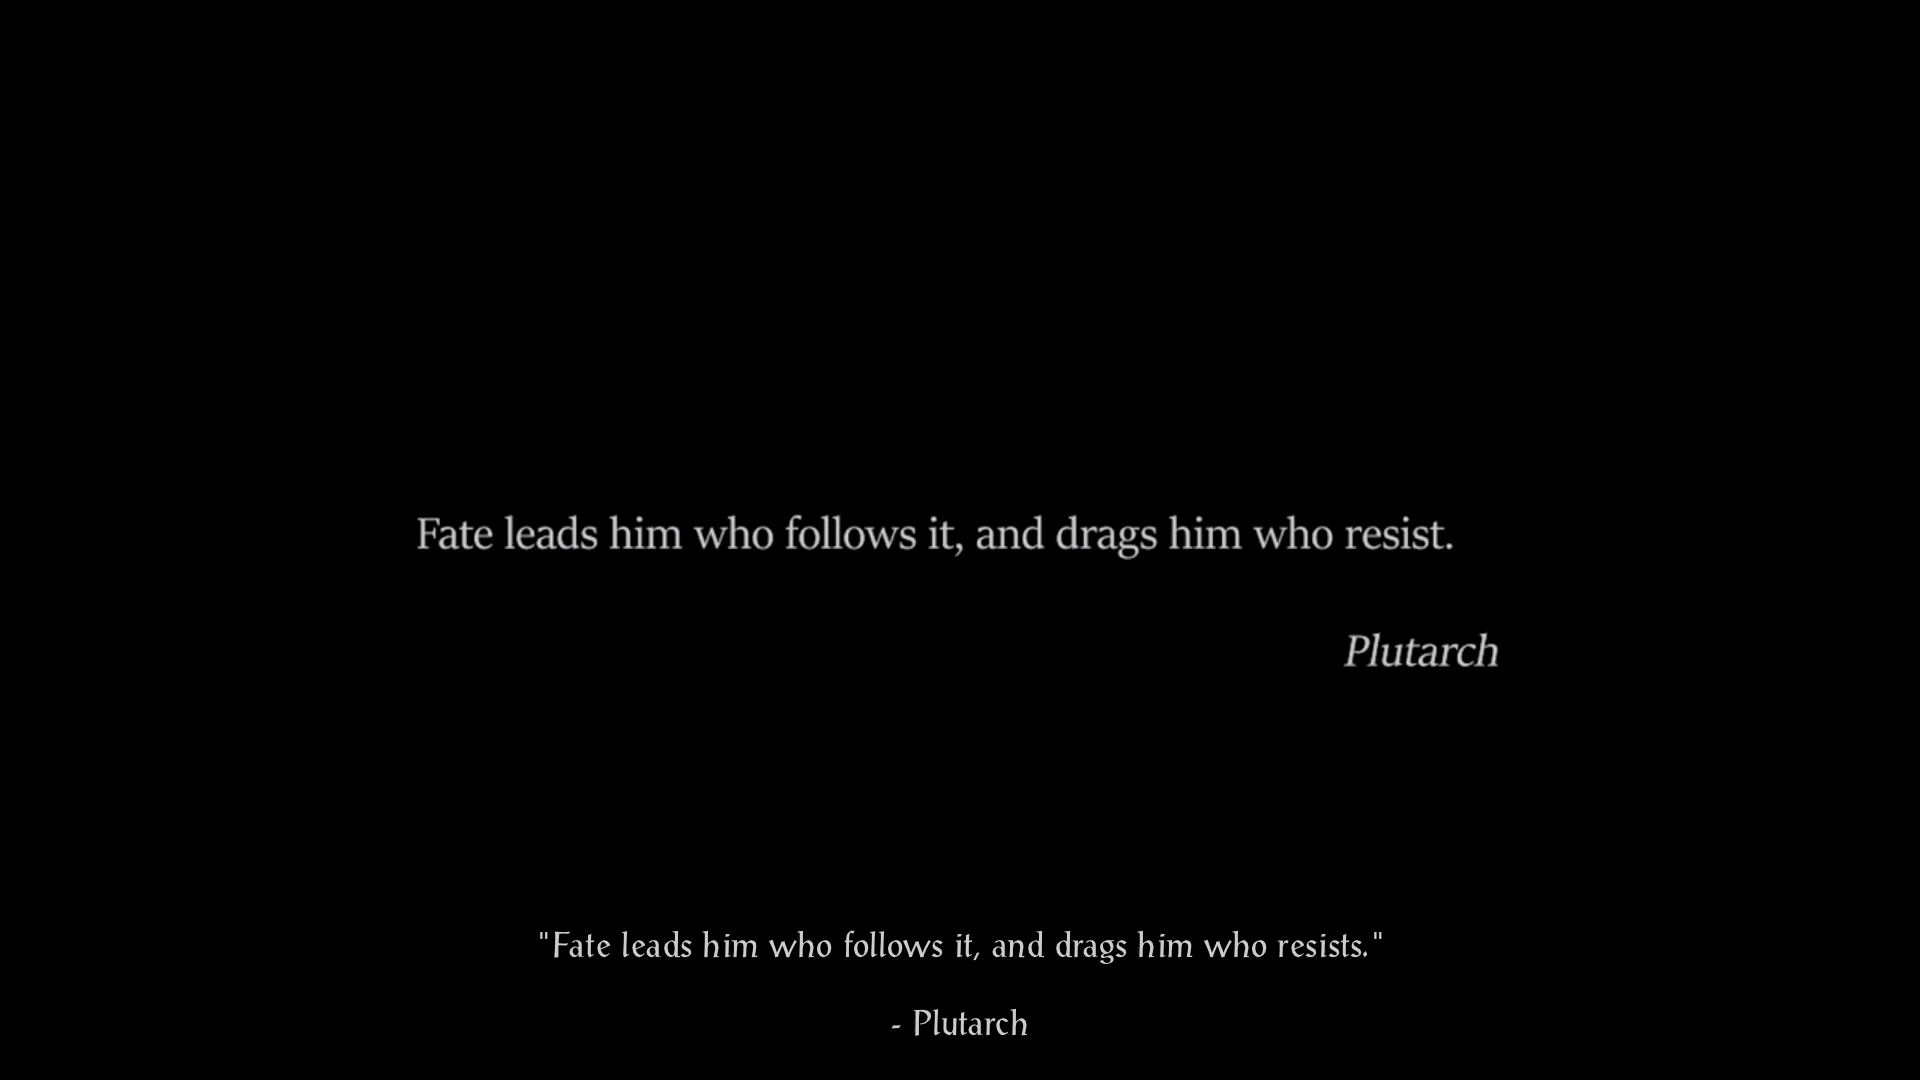 Fate leads him who follows it, and drags him who resist.
Plutarch
"Fate leads him who follows it, and drags him who resists."
- Plutarch